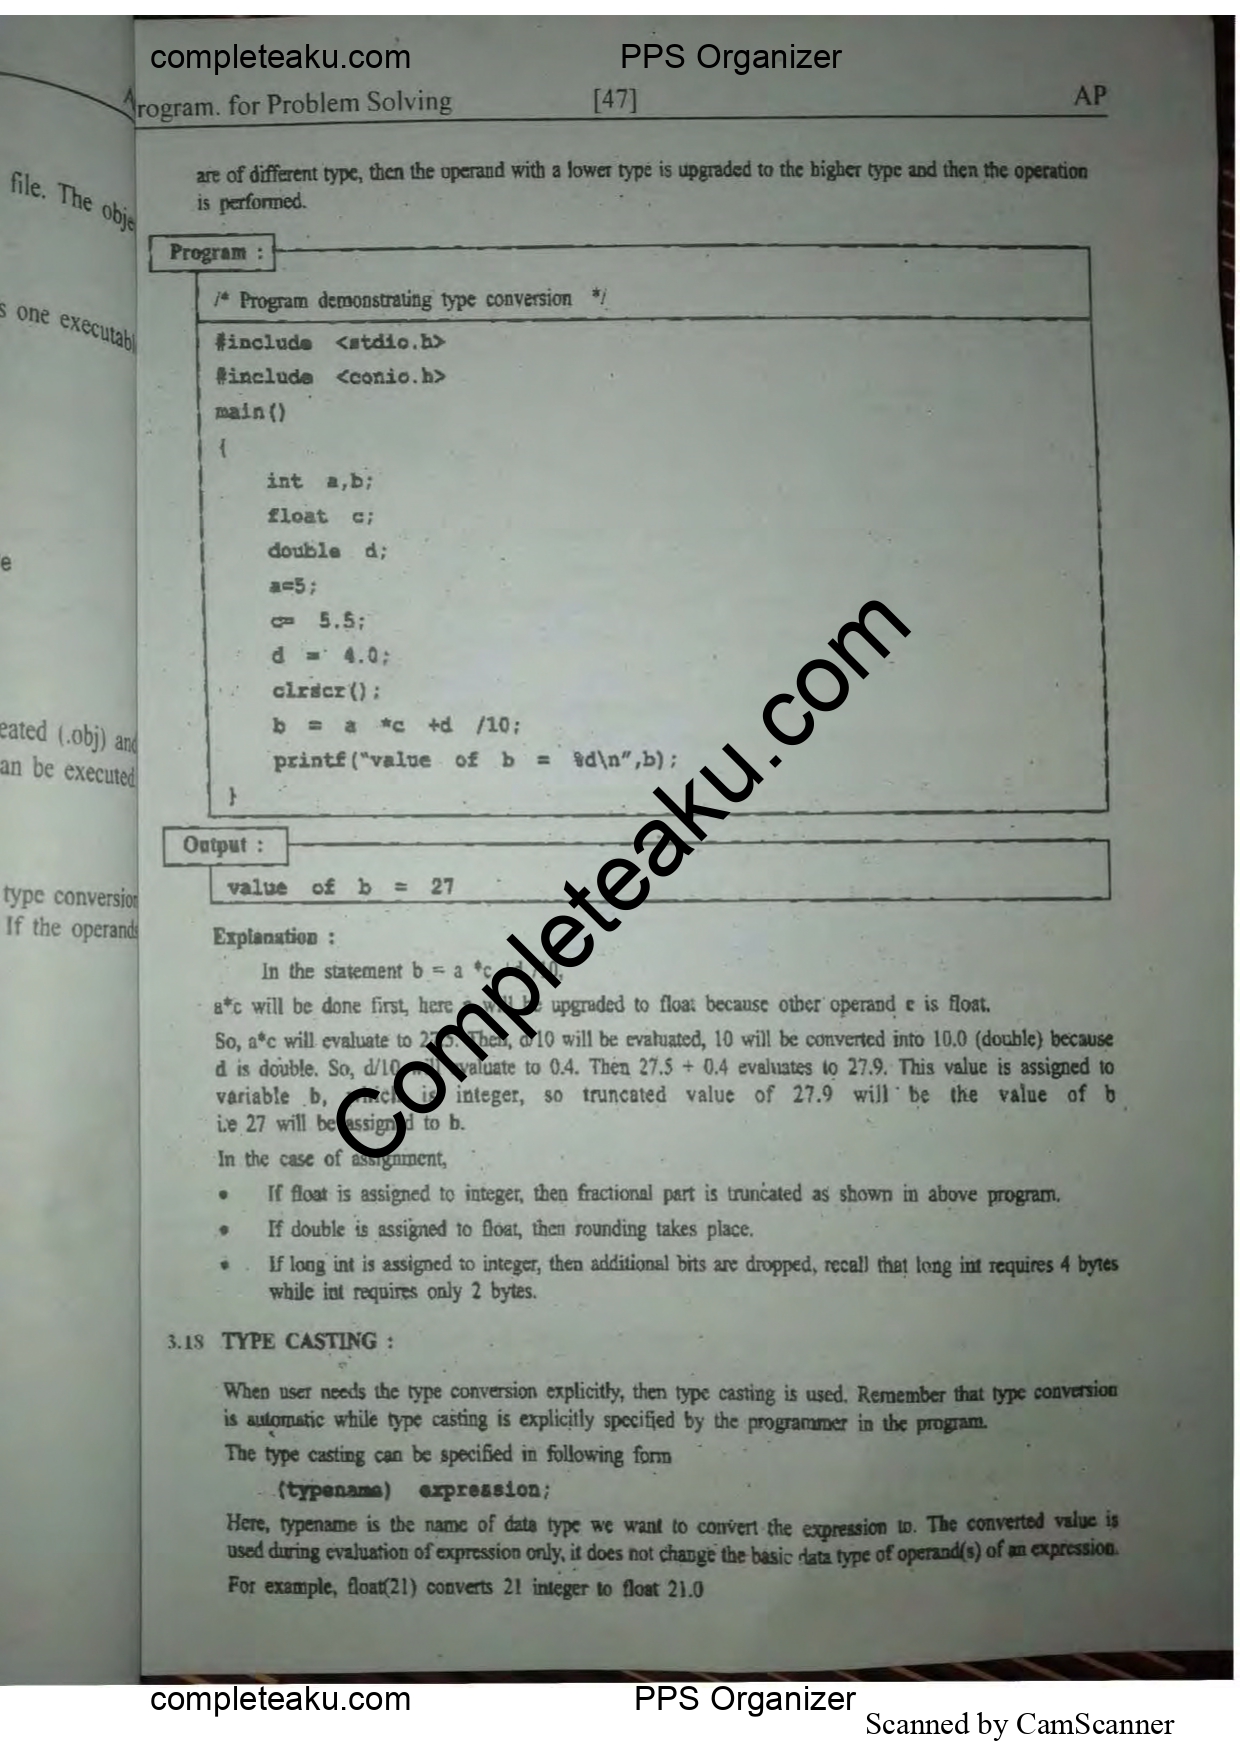 completeaku.com PPS Organizer
rogram. for Problem Solving [47] AP
file. The obje
s one executabl
e
eated (.obj) and
an be executed
type conversion
If the operands
are of different type, then the operand with a lower type is upgraded to the higher type and then the operation
is performed.
Program :
/* Program demonstrating type conversion */
#include <stdio.h>
#include <conio.h>
main()
{
int a,b;
float c;
double d;
a=5;
c= 5.5;
d = 4.0;
clrscr();
b = a *c +d /10;
printf("value of b = %d\n",b);
}
Output :
value of b = 27
Explanation :
In the statement b = a *c +d /10,
a*c will be done first, here a will be upgraded to float because other operand c is float.
So, a*c will evaluate to 27.5. Then, d/10 will be evaluated, 10 will be converted into 10.0 (double) because
d is double. So, d/10 will evaluate to 0.4. Then 27.5 + 0.4 evaluates to 27.9. This value is assigned to
variable b, which is integer, so truncated value of 27.9 will be the value of b
i.e 27 will be assigned to b.
In the case of assignment,
• If float is assigned to integer, then fractional part is truncated as shown in above program.
• If double is assigned to float, then rounding takes place.
• If long int is assigned to integer, then additional bits are dropped, recall that long int requires 4 bytes
while int requires only 2 bytes.
3.18 TYPE CASTING :
When user needs the type conversion explicitly, then type casting is used. Remember that type conversion
is automatic while type casting is explicitly specified by the programmer in the program.
The type casting can be specified in following form
(typename) expression;
Here, typename is the name of data type we want to convert the expression to. The converted value is
used during evaluation of expression only, it does not change the basic data type of operand(s) of an expression.
For example, float(21) converts 21 integer to float 21.0
Completeaku.com
completeaku.com PPS Organizer
Scanned by CamScanner